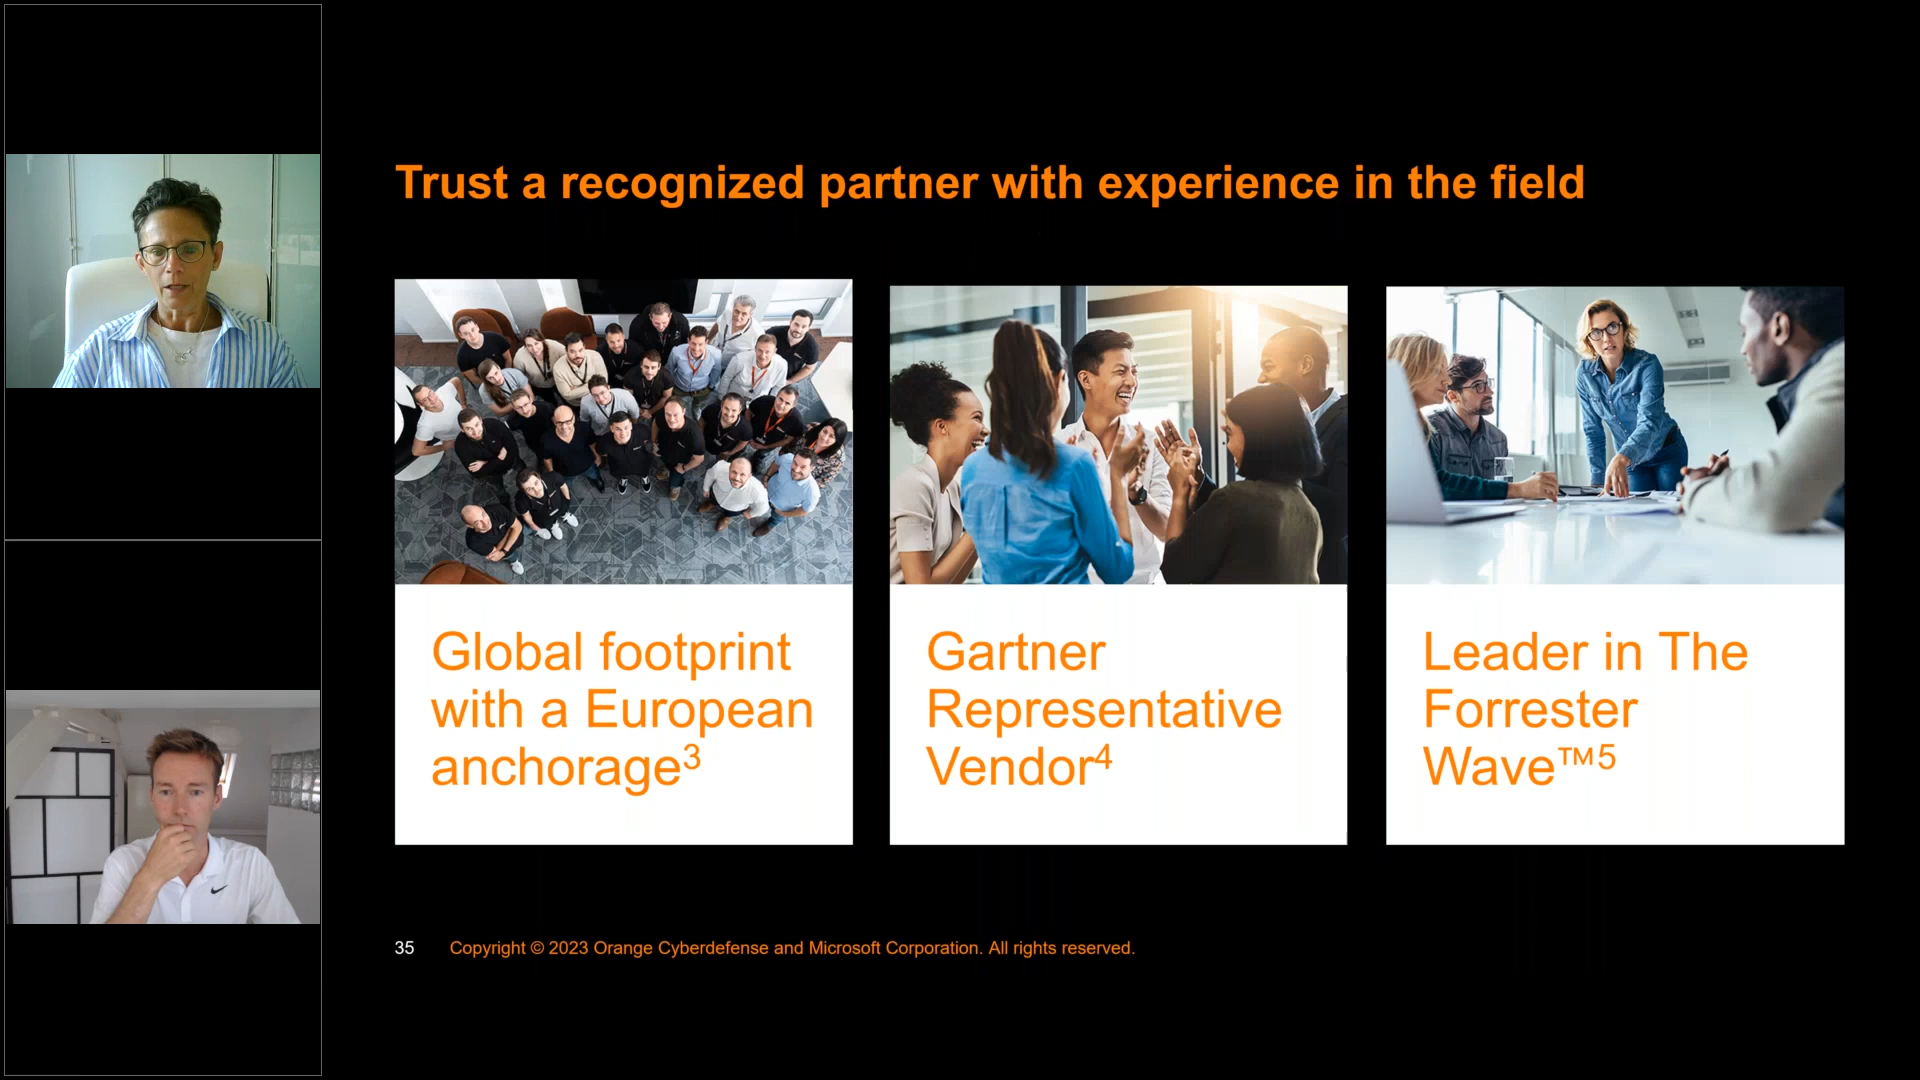 Trust a recognized partner with experience in the field
Global footprint
with a European
anchorage³
Gartner
Representative
Vendor⁴
Leader in The
Forrester
Wave™⁵
35 Copyright © 2023 Orange Cyberdefense and Microsoft Corporation. All rights reserved.